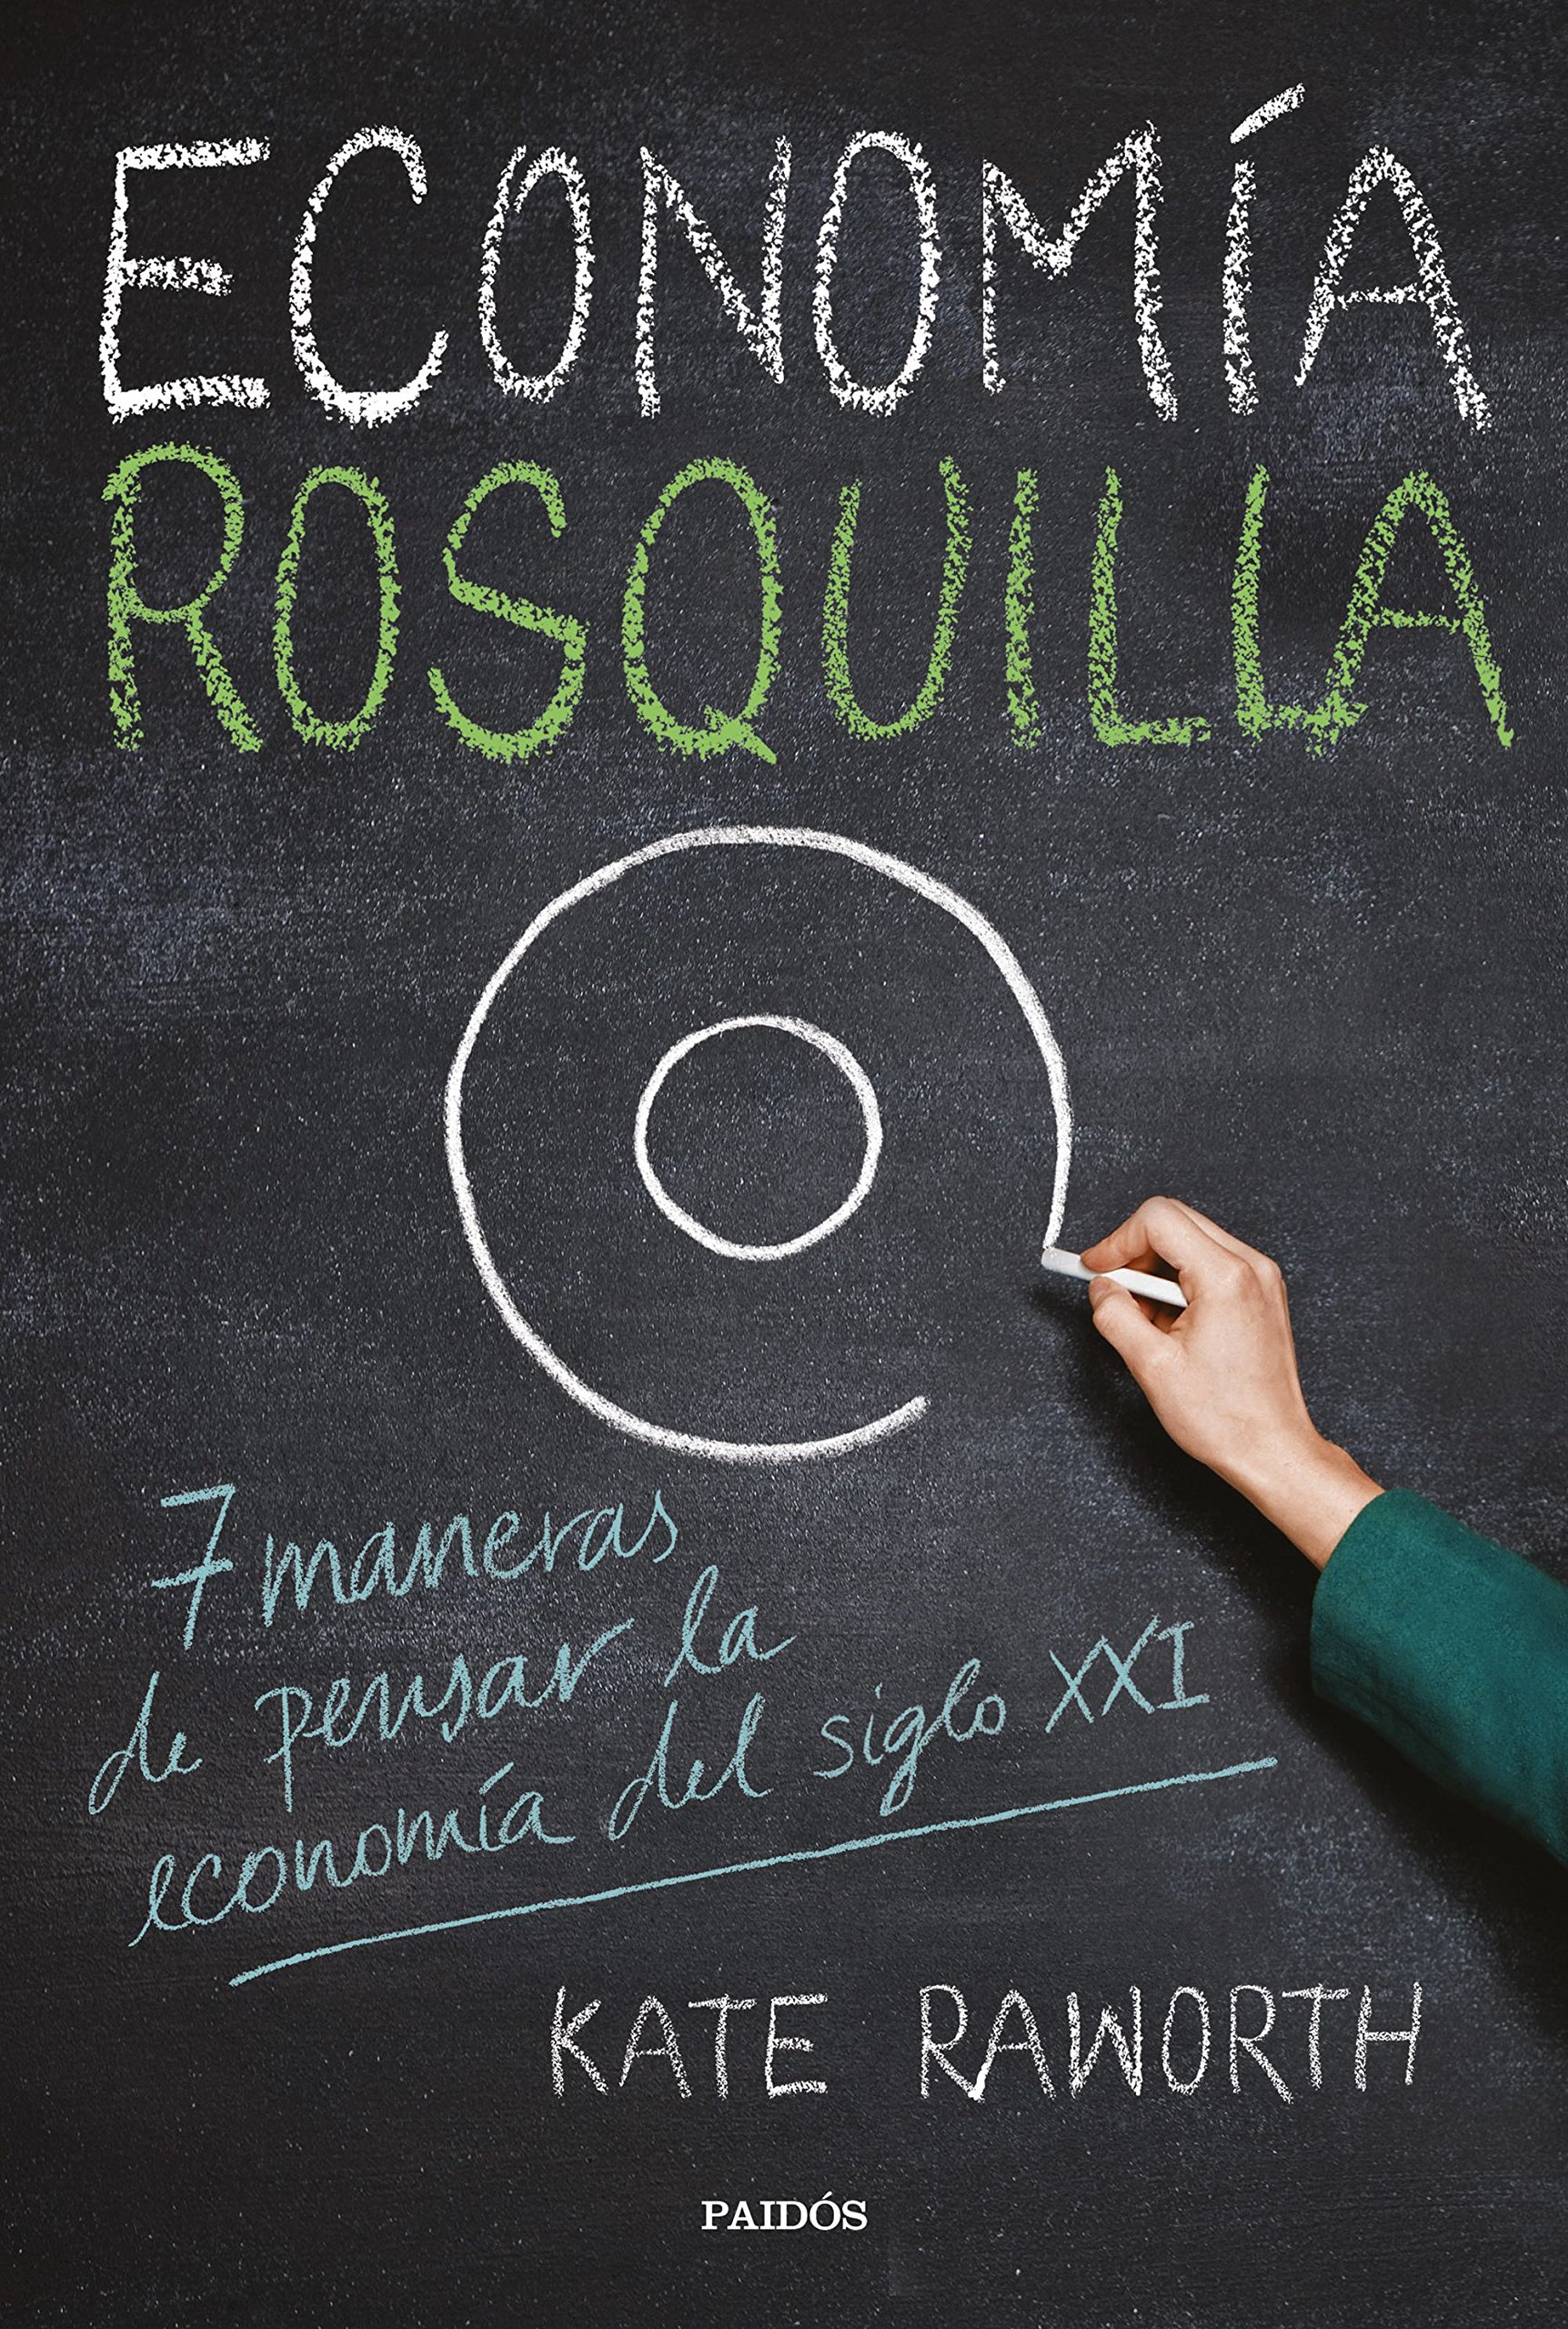 ECONOMÍA
ROSQUILLA
7 maneras
de pensar la
economía del siglo XXI
KATE RAWORTH
PAIDÓS